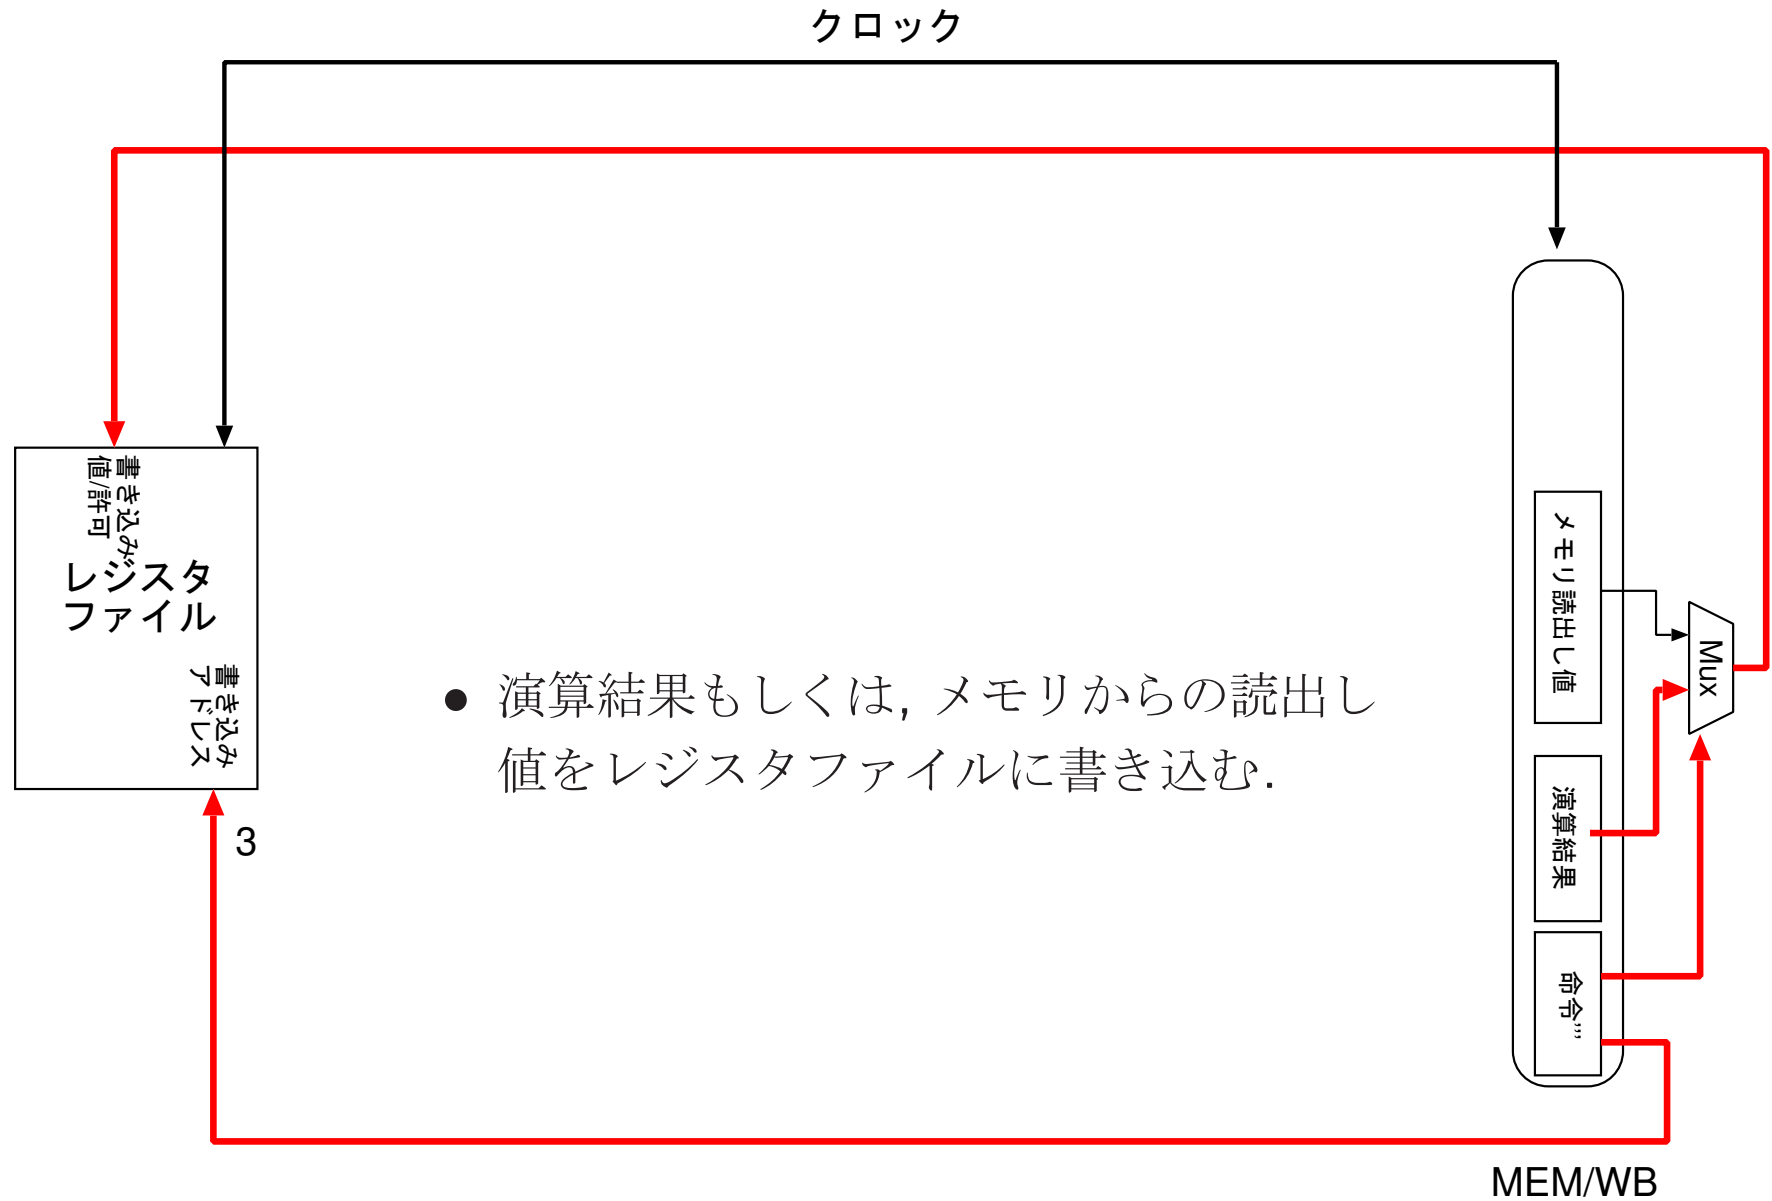 クロック
書き込み
値/許可
レジスタ
ファイル
書き込み
アドレス
3
● 演算結果もしくは, メモリからの読出し
値をレジスタファイルに書き込む.
メモリ読出し値
Mux
演算結果
命令'''
MEM/WB